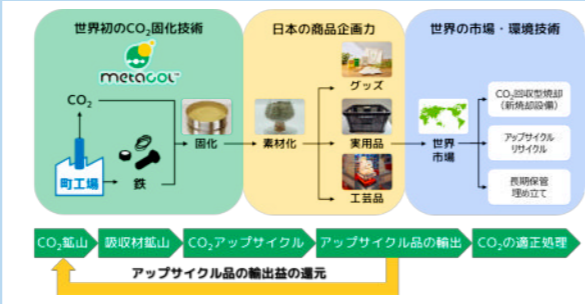 世界初のCO₂固化技術
metacol™
CO₂
町工場
鉄
固化
日本の商品企画力
素材化
グッズ
実用品
工芸品
世界の市場・環境技術
世界
市場
CO₂回収型焼却
(新焼却設備)
アップサイクル
リサイクル
長期保管
埋め立て
CO₂鉱山
吸収材鉱山
CO₂アップサイクル
アップサイクル品の輸出
CO₂の適正処理
アップサイクル品の輸出益の還元